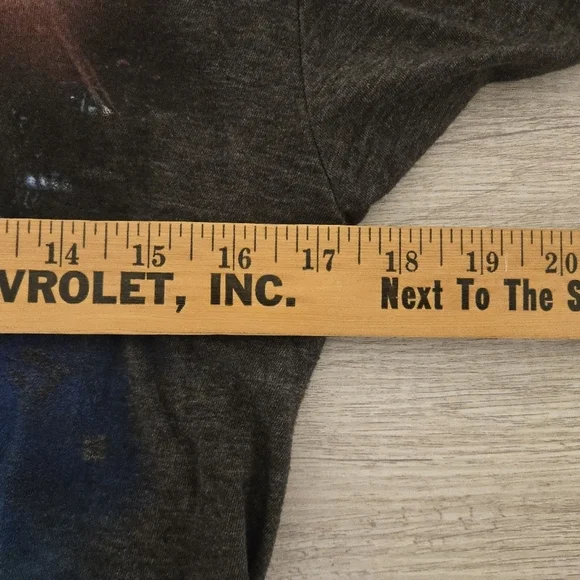 14 15 16 17 18 19 20
VROLET, INC. Next To The S